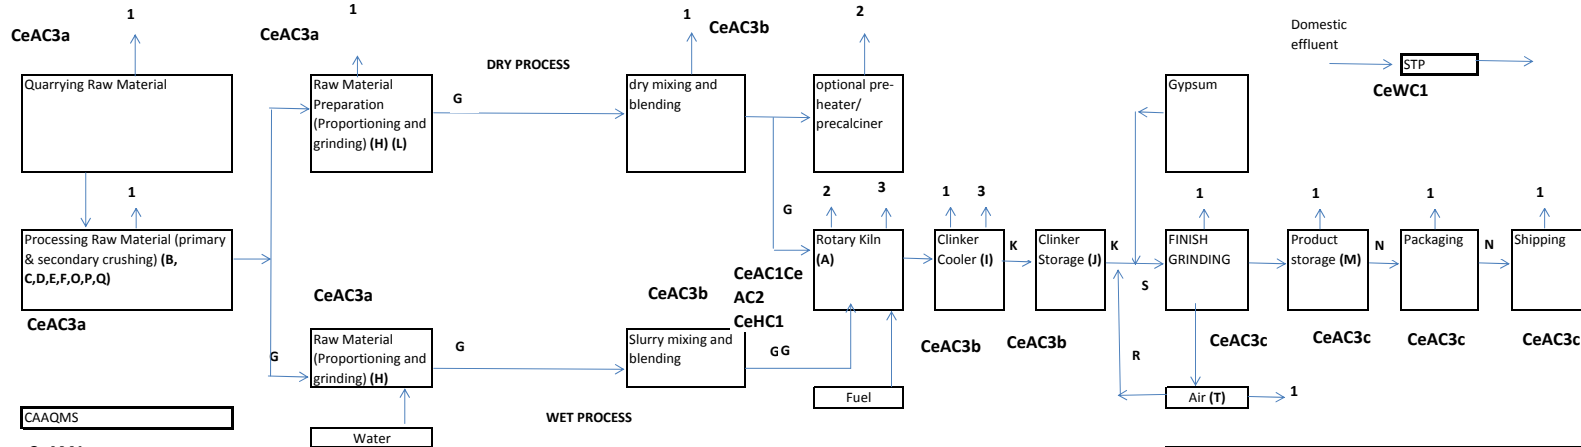 1
1
1
2
CeAC3a
CeAC3a
CeAC3b
DRY PROCESS
Domestic
effluent
STP
CeWC1
Quarrying Raw Material
Raw Material
Preparation
(Proportioning and
grinding) (H) (L)
G
dry mixing and
blending
optional pre-
heater/
precalciner
Gypsum
1
G
2
3
1
3
1
1
1
1
Processing Raw Material (primary
& secondary crushing) (B,
C,D,E,F,O,P,Q)
CeAC3a
Rotary Kiln
(A)
Clinker
Cooler (I)
K
Clinker
Storage (J)
K
S
FINISH
GRINDING
Product
storage (M)
N
Packaging
N
Shipping
CeAC3a
CeAC3b
CeAC1Ce
AC2
CeHC1
CeAC3b
CeAC3b
CeAC3c
CeAC3c
CeAC3c
CeAC3c
G
Raw Material
(Proportioning and
grinding) (H)
G
Slurry mixing and
blending
G G
R
Fuel
Air (T)
1
CAAQMS
WET PROCESS
Water